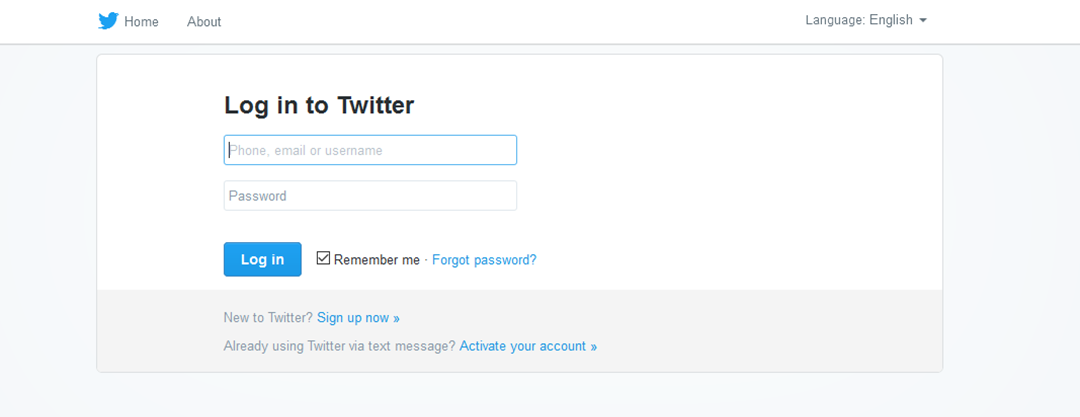 Home About Language: English
Log in to Twitter
Phone, email or username
Password
Log in Remember me · Forgot password?
New to Twitter? Sign up now »
Already using Twitter via text message? Activate your account »